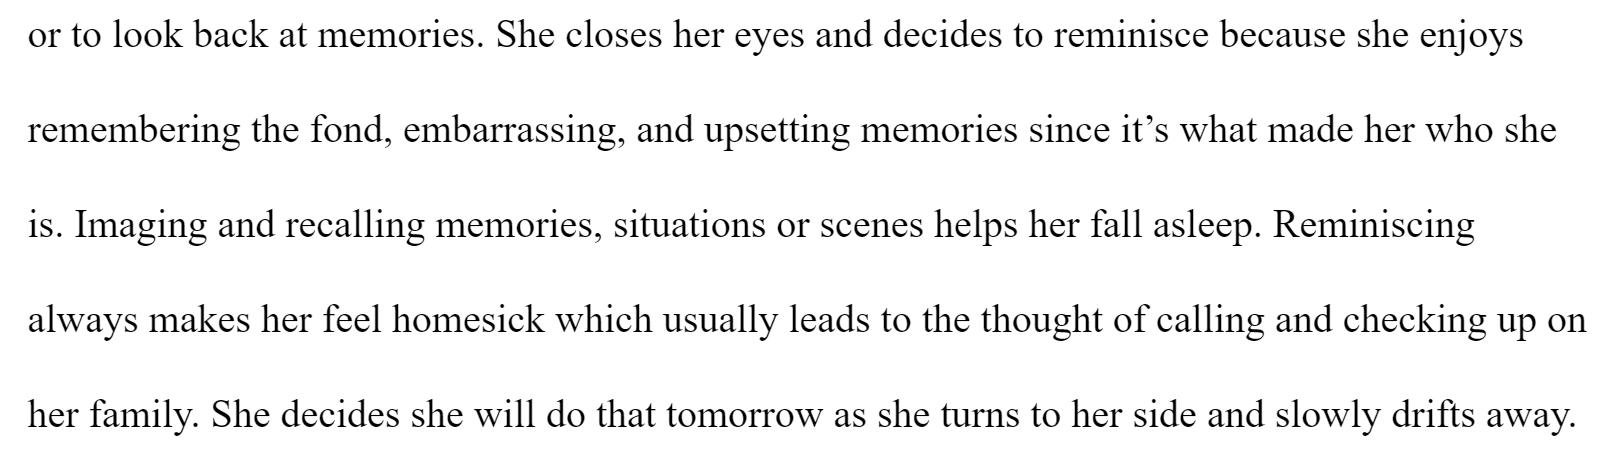 or to look back at memories. She closes her eyes and decides to reminisce because she enjoys
remembering the fond, embarrassing, and upsetting memories since it’s what made her who she
is. Imaging and recalling memories, situations or scenes helps her fall asleep. Reminiscing
always makes her feel homesick which usually leads to the thought of calling and checking up on
her family. She decides she will do that tomorrow as she turns to her side and slowly drifts away.